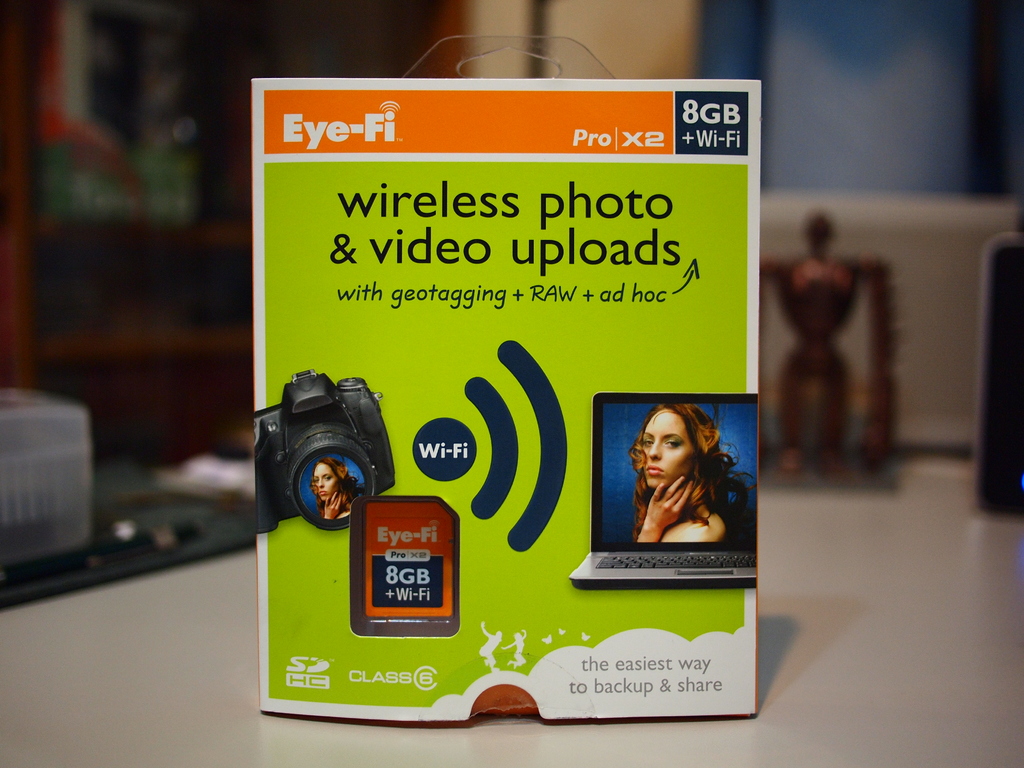 Eye-Fi™
Pro|X2
8GB
+Wi-Fi
wireless photo
& video uploads
with geotagging + RAW + ad hoc
Wi-Fi
Eye-Fi
Pro|X2
8GB
+Wi-Fi
SD
HC
CLASS 6
the easiest way
to backup & share